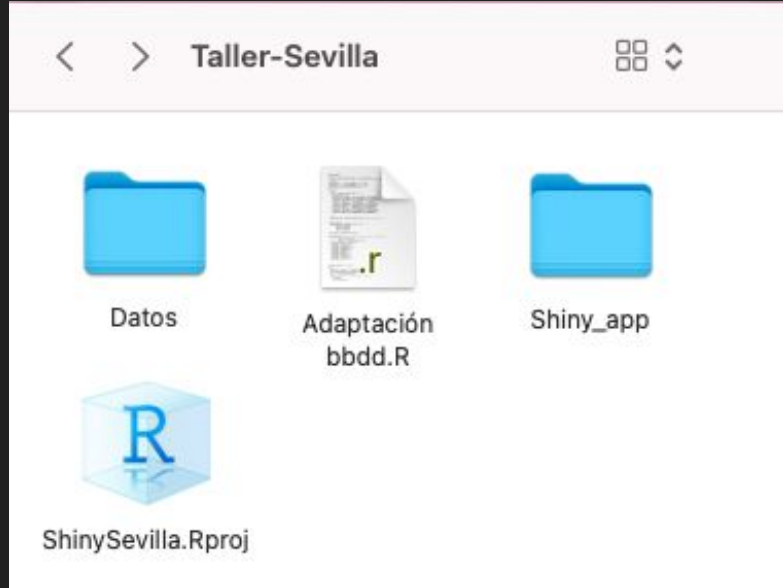 Taller-Sevilla
Datos
Adaptación
bbdd.R
Shiny_app
.r
R
ShinySevilla.Rproj